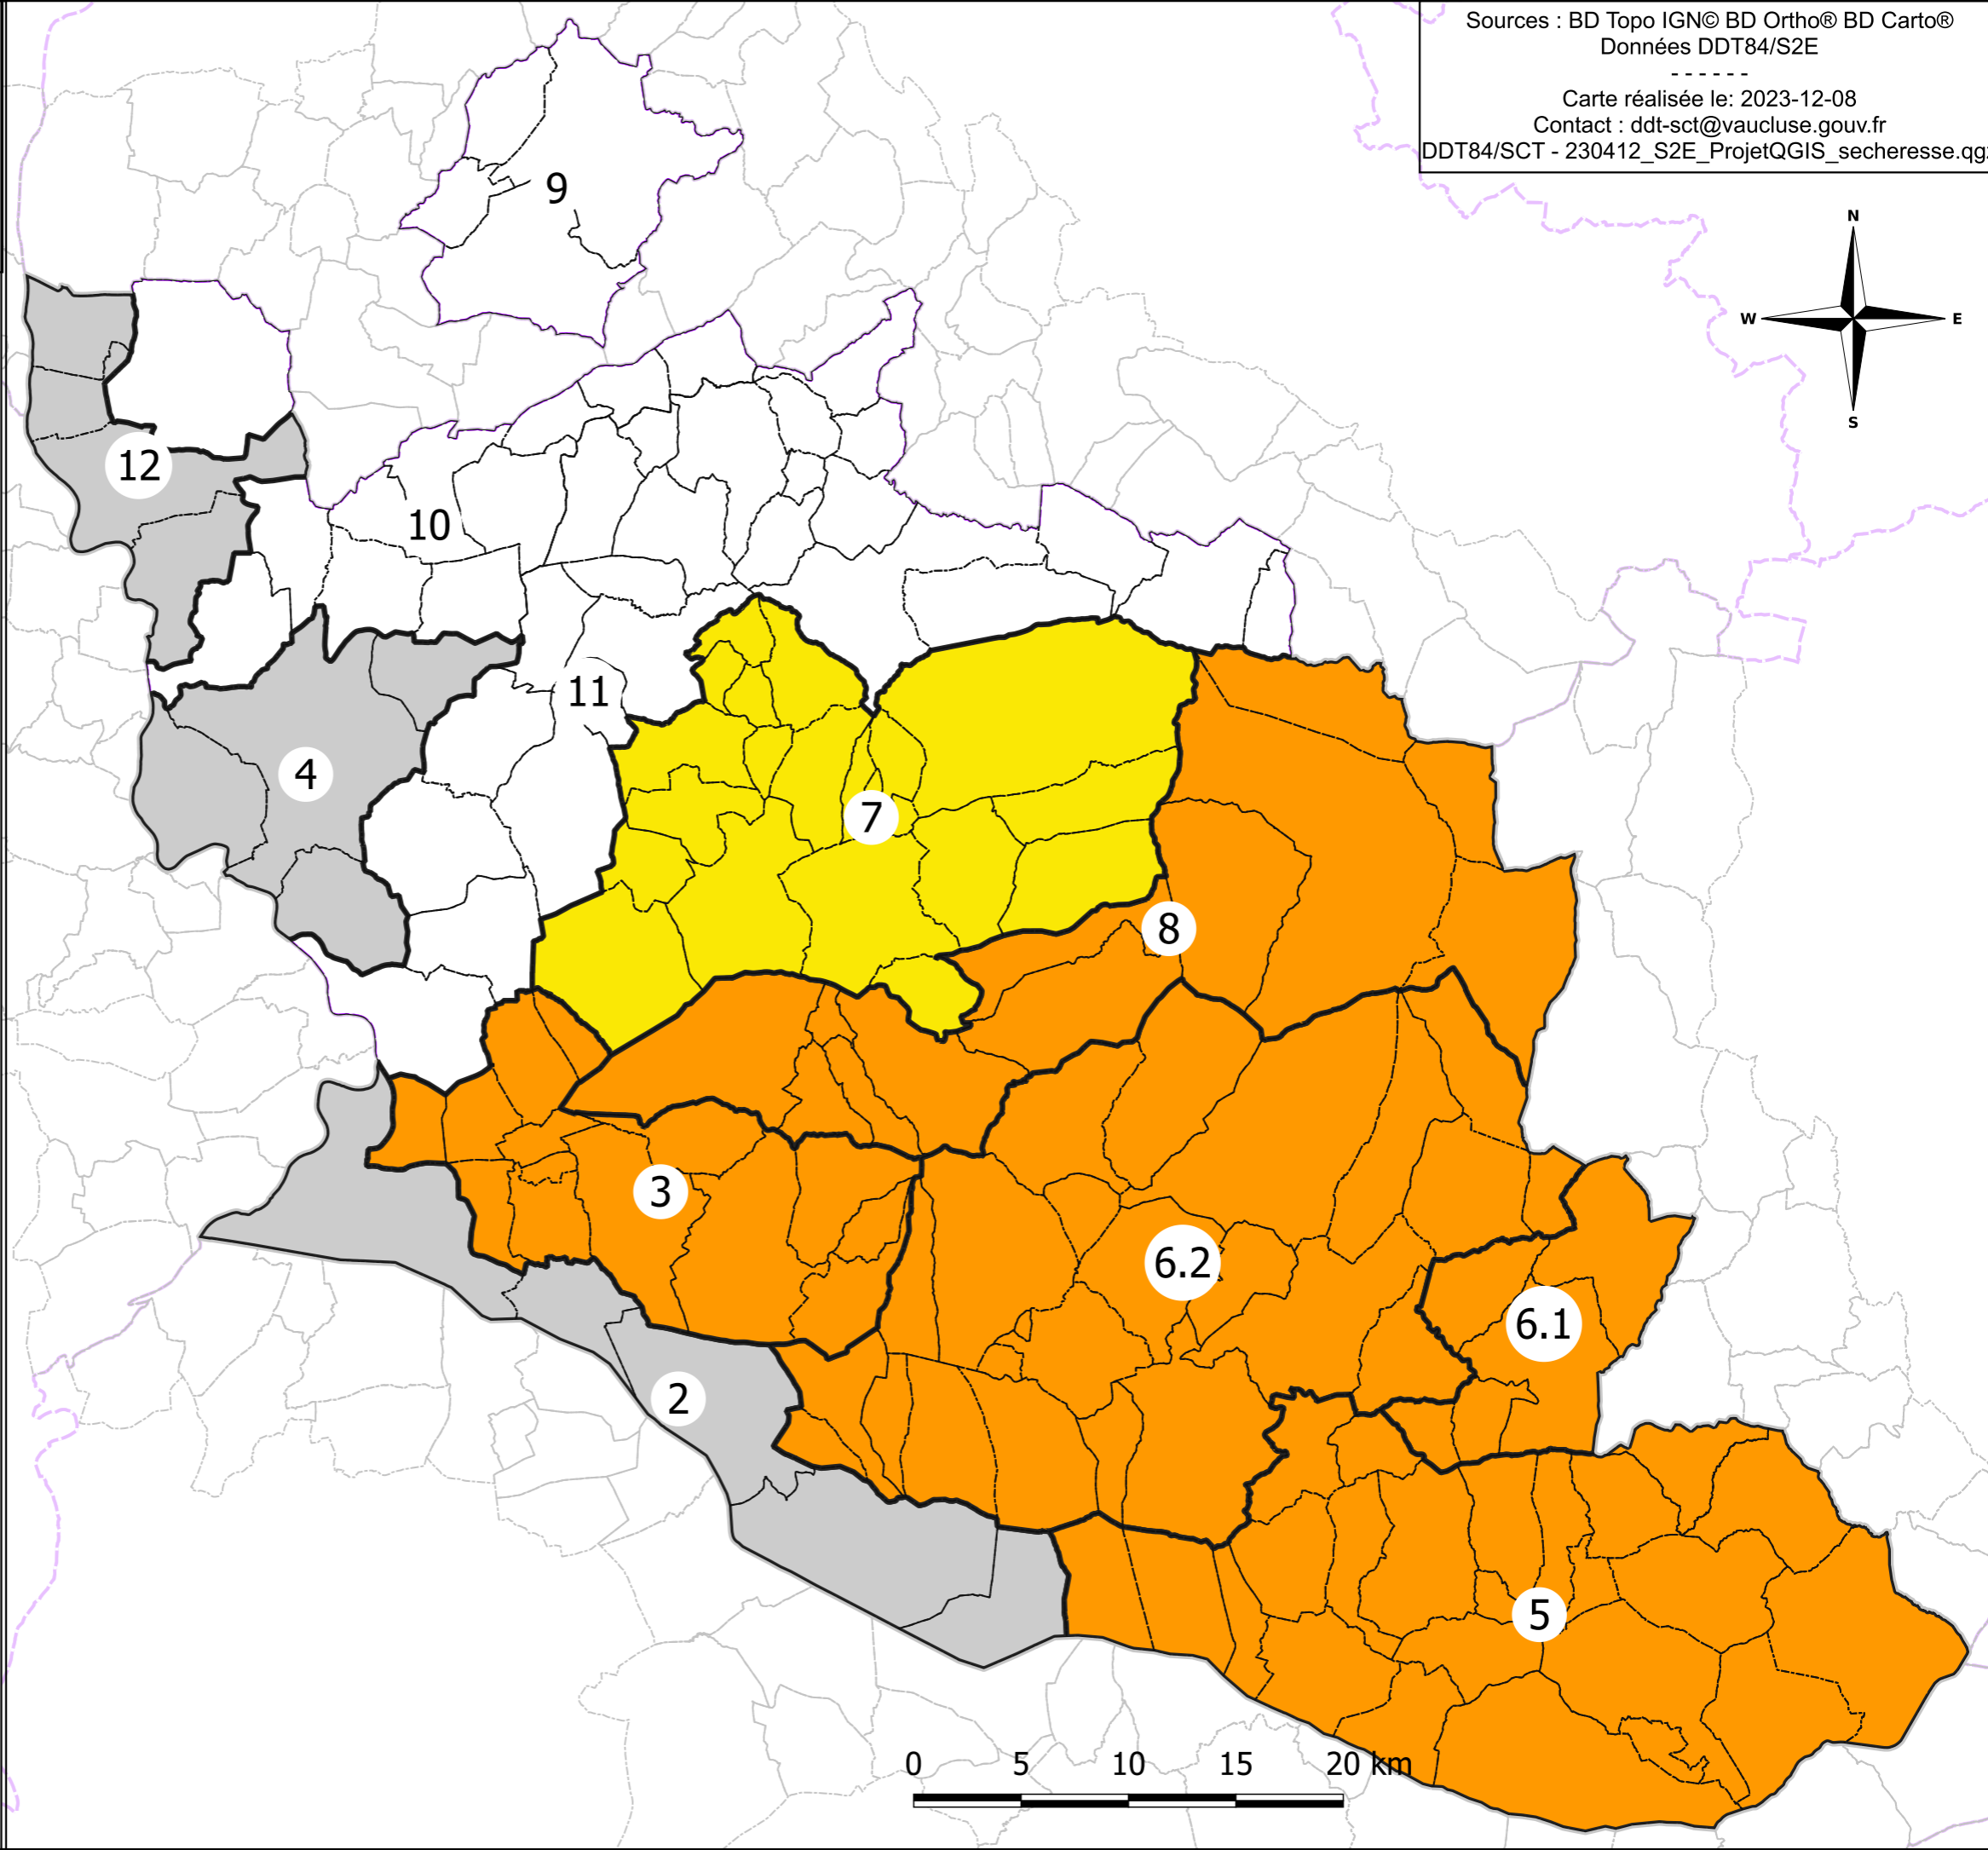 Sources : BD Topo IGN© BD Ortho® BD Carto®
Données DDT84/S2E
- - - - - -
Carte réalisée le: 2023-12-08
Contact : ddt-sct@vaucluse.gouv.fr
DDT84/SCT - 230412_S2E_ProjetQGIS_secheresse.qg
9
N
W E
S
12
10
11
4
7
8
3
6.2
6.1
2
5
0 5 10 15 20 km